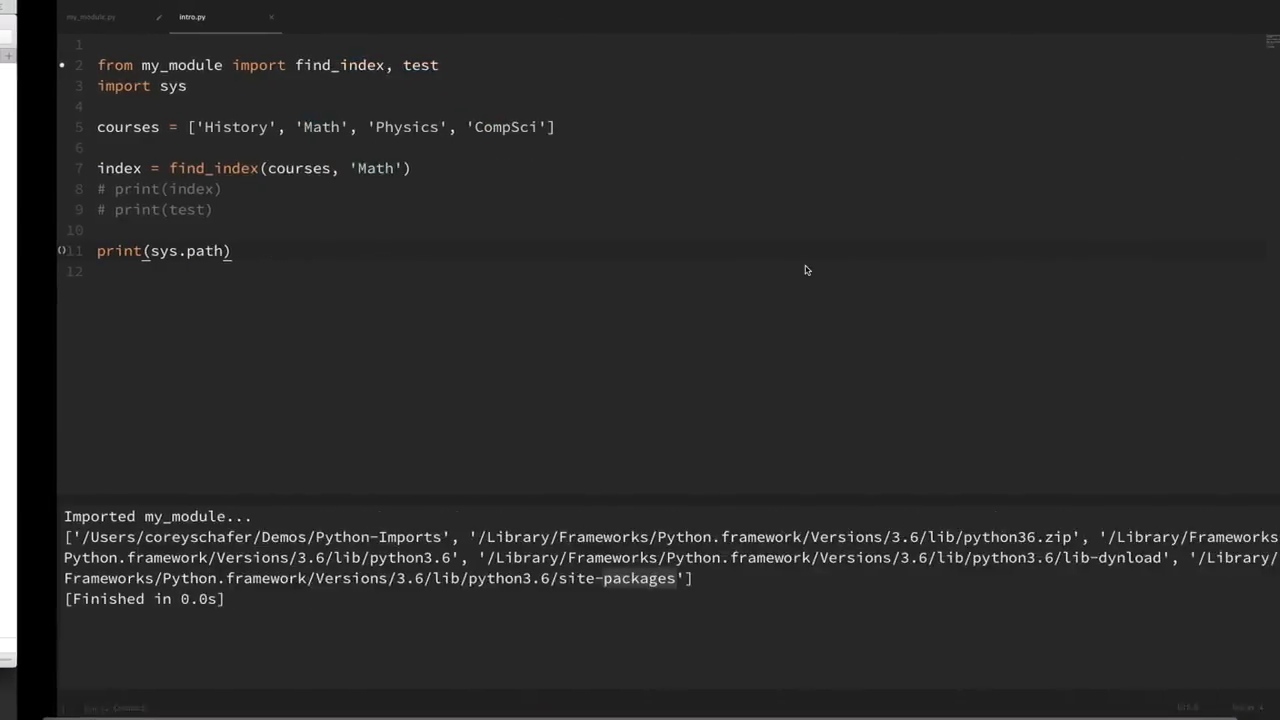 my_module.py
intro.py
1
2 from my_module import find_index, test
3 import sys
4
5 courses = ['History', 'Math', 'Physics', 'CompSci']
6
7 index = find_index(courses, 'Math')
8 # print(index)
9 # print(test)
10
11 print(sys.path)
12
Imported my_module...
['/Users/coreyschafer/Demos/Python-Imports', '/Library/Frameworks/Python.framework/Versions/3.6/lib/python36.zip', '/Library/Frameworks/
Python.framework/Versions/3.6/lib/python3.6', '/Library/Frameworks/Python.framework/Versions/3.6/lib/python3.6/lib-dynload', '/Library/
Frameworks/Python.framework/Versions/3.6/lib/python3.6/site-packages']
[Finished in 0.0s]